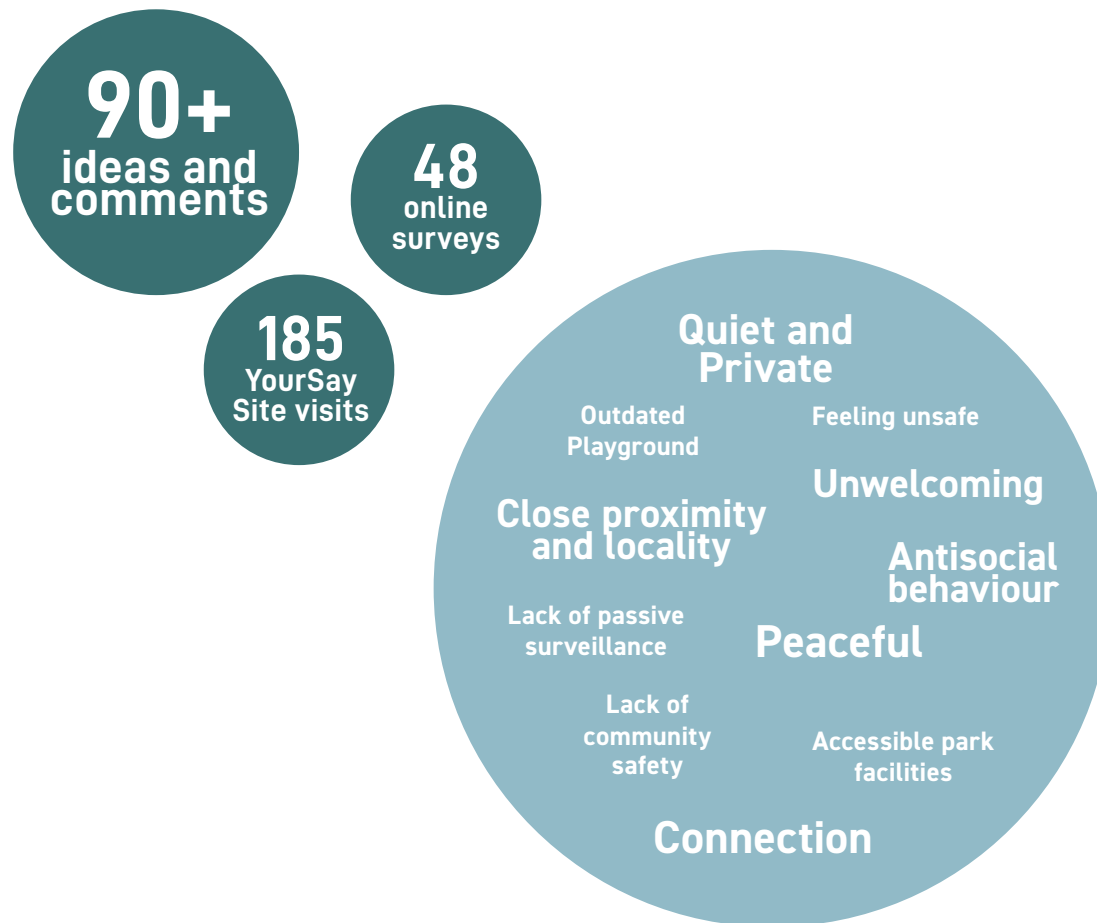 90+
ideas and
comments
48
online
surveys
185
YourSay
Site visits
Quiet and
Private
Outdated
Playground
Feeling unsafe
Unwelcoming
Close proximity
and locality
Antisocial
behaviour
Lack of passive
surveillance
Peaceful
Lack of
community
safety
Accessible park
facilities
Connection